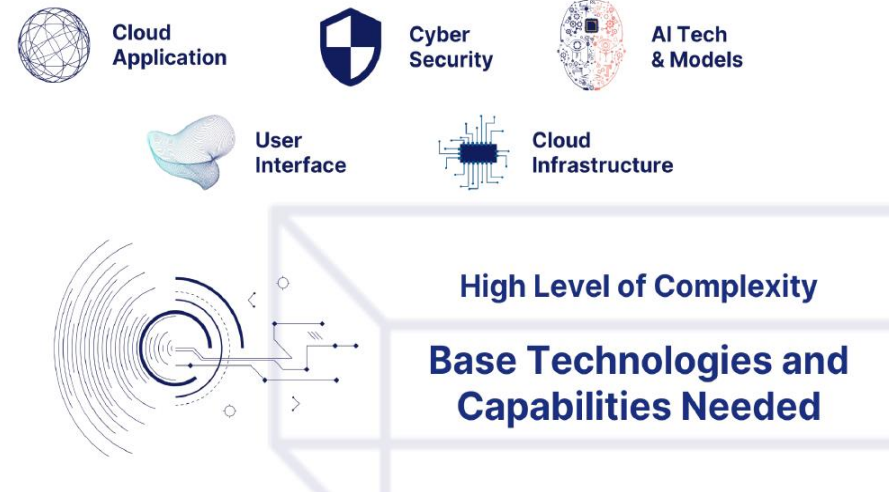 Cloud
Application
Cyber
Security
AI Tech
& Models
User
Interface
Cloud
Infrastructure
High Level of Complexity
Base Technologies and
Capabilities Needed